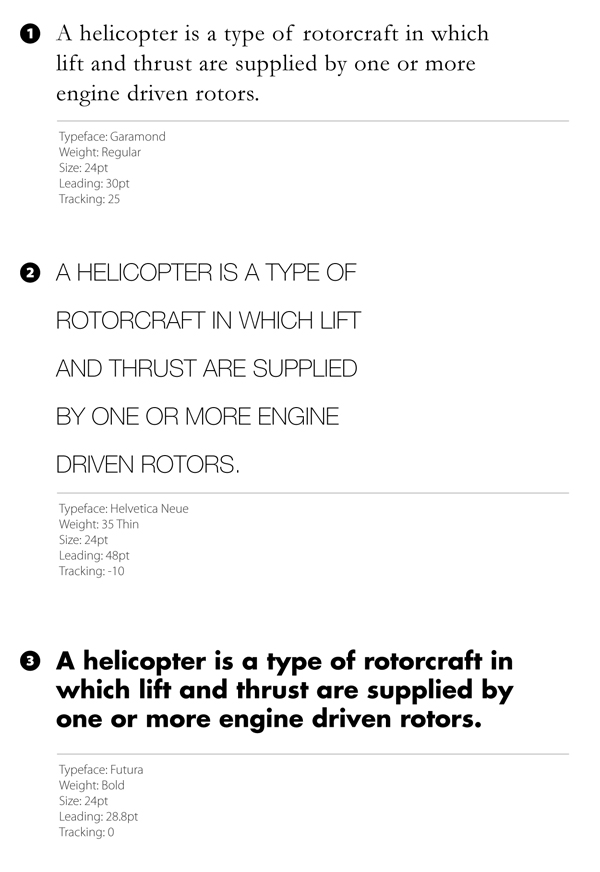 1 A helicopter is a type of rotorcraft in which
lift and thrust are supplied by one or more
engine driven rotors.
Typeface: Garamond
Weight: Regular
Size: 24pt
Leading: 30pt
Tracking: 25
2 A HELICOPTER IS A TYPE OF
ROTORCRAFT IN WHICH LIFT
AND THRUST ARE SUPPLIED
BY ONE OR MORE ENGINE
DRIVEN ROTORS.
Typeface: Helvetica Neue
Weight: 35 Thin
Size: 24pt
Leading: 48pt
Tracking: -10
3 A helicopter is a type of rotorcraft in
which lift and thrust are supplied by
one or more engine driven rotors.
Typeface: Futura
Weight: Bold
Size: 24pt
Leading: 28.8pt
Tracking: 0